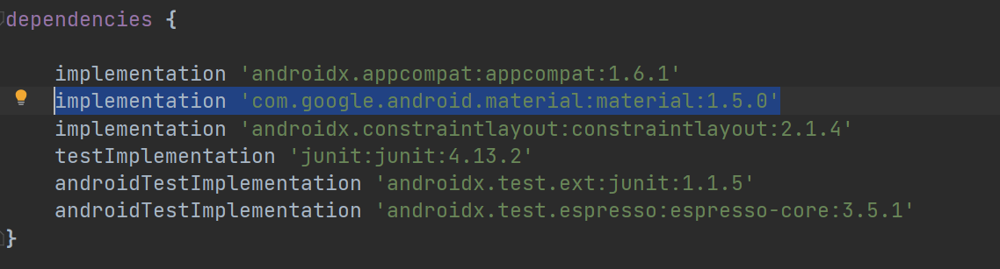 dependencies {
implementation 'androidx.appcompat:appcompat:1.6.1'
implementation 'com.google.android.material:material:1.5.0'
implementation 'androidx.constraintlayout:constraintlayout:2.1.4'
testImplementation 'junit:junit:4.13.2'
androidTestImplementation 'androidx.test.ext:junit:1.1.5'
androidTestImplementation 'androidx.test.espresso:espresso-core:3.5.1'
}